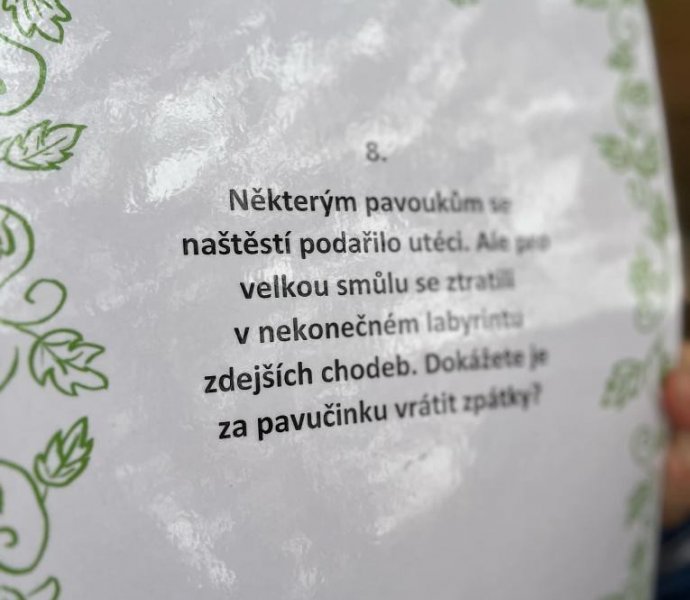 8.
Některým pavoukům se
naštěstí podařilo utéci. Ale pro
velkou smůlu se ztratili
v nekonečném labyrintu
zdejších chodeb. Dokážete je
za pavučinku vrátit zpátky?